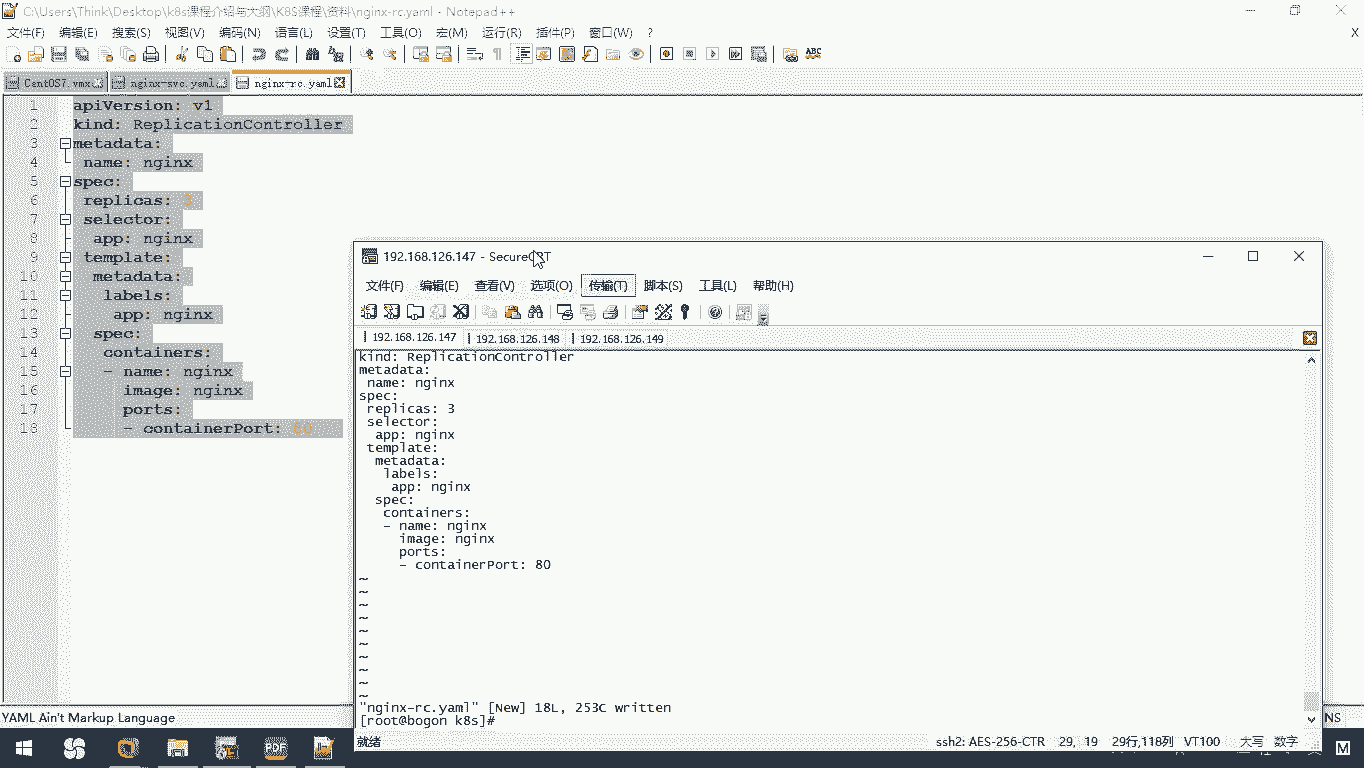 C:\Users\Think\Desktop\k8s课程介绍与大纲\K8S课程\资料\nginx-rc.yaml - Notepad++
文件(F) 编辑(E) 搜索(S) 视图(V) 编码(N) 语言(L) 设置(T) 工具(O) 宏(M) 运行(R) 插件(P) 窗口(W) ? X
CentOS7.vmx nginx-svc.yaml nginx-rc.yaml
1 apiVersion: v1
2 kind: ReplicationController
3 metadata:
4 name: nginx
5 spec:
6 replicas: 3
7 selector:
8 app: nginx
9 template:
10 metadata:
11 labels:
12 app: nginx
13 spec:
14 containers:
15 - name: nginx
16 image: nginx
17 ports:
18 - containerPort: 80
YAML Ain't Markup Language
NS
192.168.126.147 - SecureCRT
文件(F) 编辑(E) 查看(V) 选项(O) 传输(T) 脚本(S) 工具(L) 帮助(H)
192.168.126.147 192.168.126.148 192.168.126.149
kind: ReplicationController
metadata:
name: nginx
spec:
replicas: 3
selector:
app: nginx
template:
metadata:
labels:
app: nginx
spec:
containers:
- name: nginx
image: nginx
ports:
- containerPort: 80
~
~
~
~
~
~
~
~
~
~
"nginx-rc.yaml" [New] 18L, 253C written
[root@bogon k8s]#
就绪 ssh2: AES-256-CTR 29, 19 29行,118列 VT100 大写 数字
PDF
M